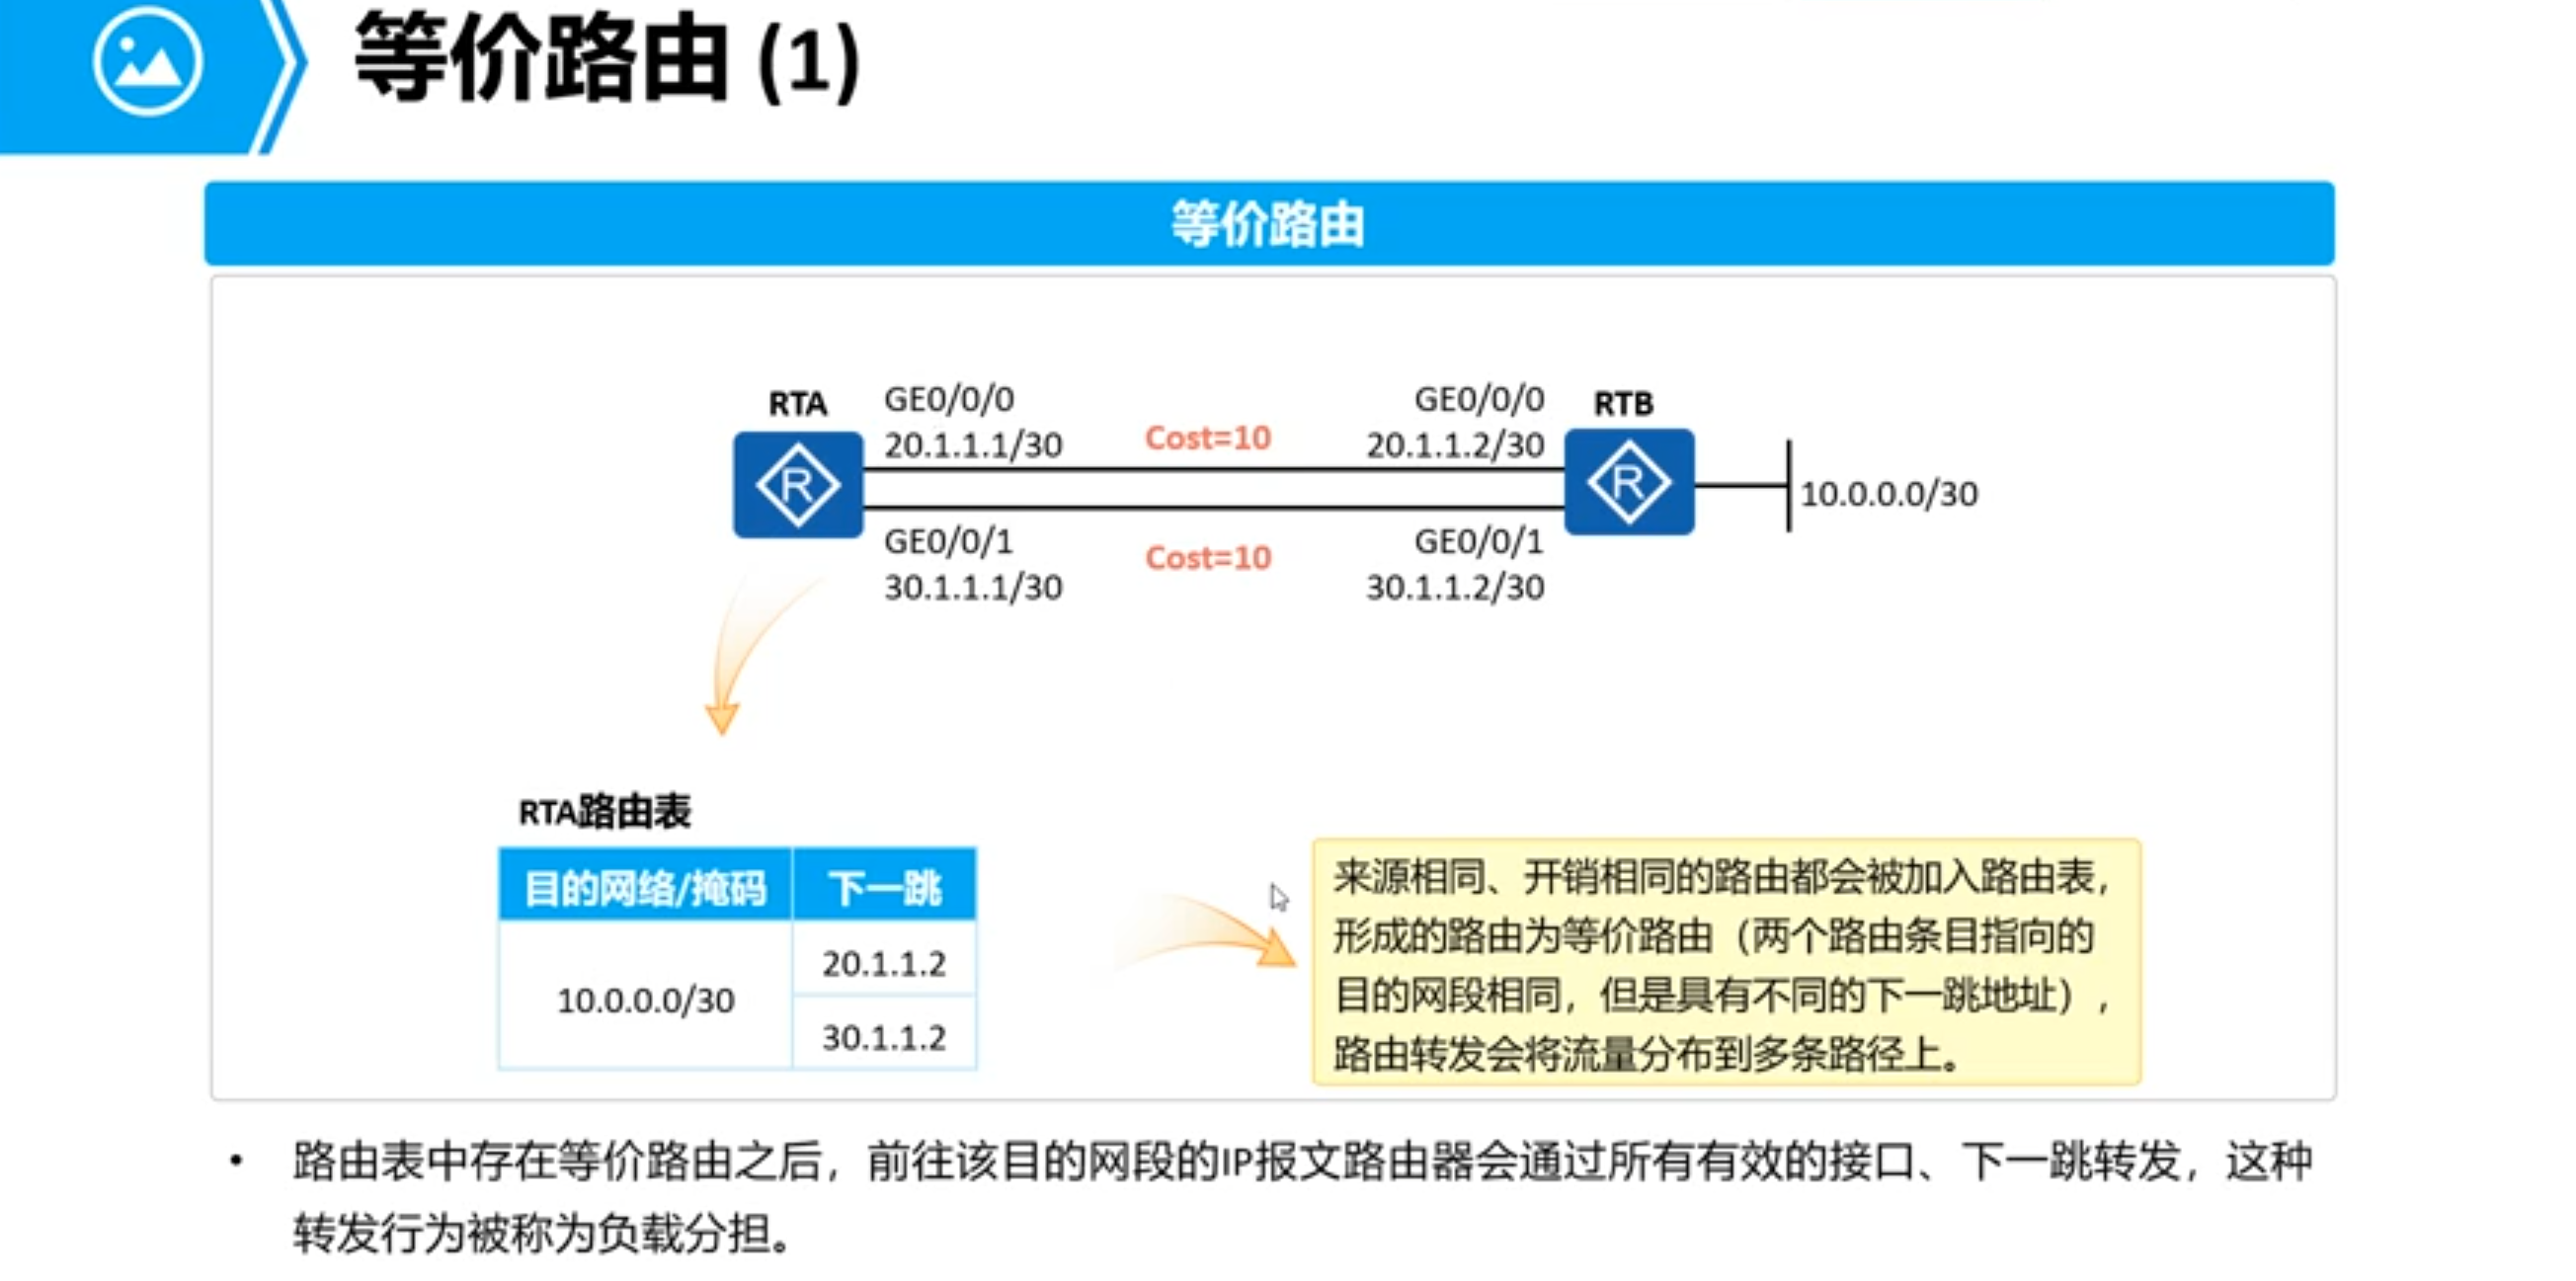 等价路由 (1)
等价路由
RTA
GE0/0/0
20.1.1.1/30
Cost=10
GE0/0/0
20.1.1.2/30
RTB
R
R
10.0.0.0/30
GE0/0/1
30.1.1.1/30
Cost=10
GE0/0/1
30.1.1.2/30
RTA路由表
目的网络/掩码 下一跳
10.0.0.0/30
20.1.1.2
30.1.1.2
来源相同、开销相同的路由都会被加入路由表，
形成的路由为等价路由（两个路由条目指向的
目的网段相同，但是具有不同的下一跳地址），
路由转发会将流量分布到多条路径上。
• 路由表中存在等价路由之后，前往该目的网段的IP报文路由器会通过所有有效的接口、下一跳转发，这种
转发行为被称为负载分担。